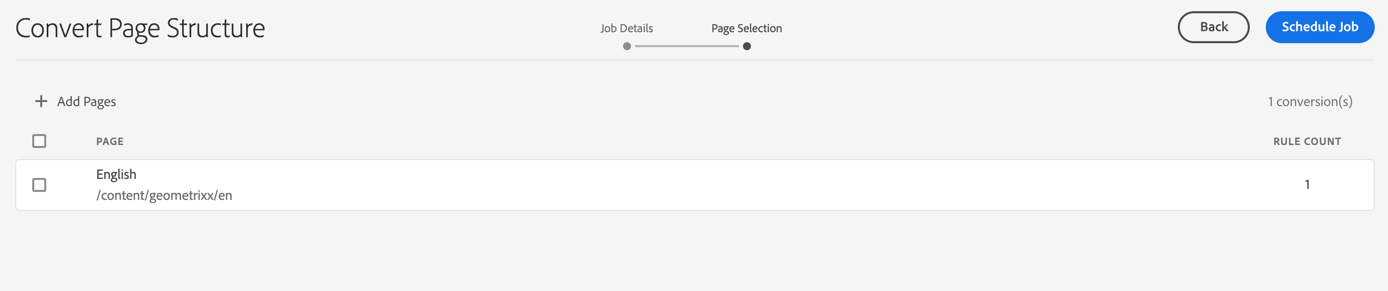 Convert Page Structure
Job Details
Page Selection
Back
Schedule Job
Add Pages
1 conversion(s)
PAGE
RULE COUNT
English
/content/geometrixx/en
1